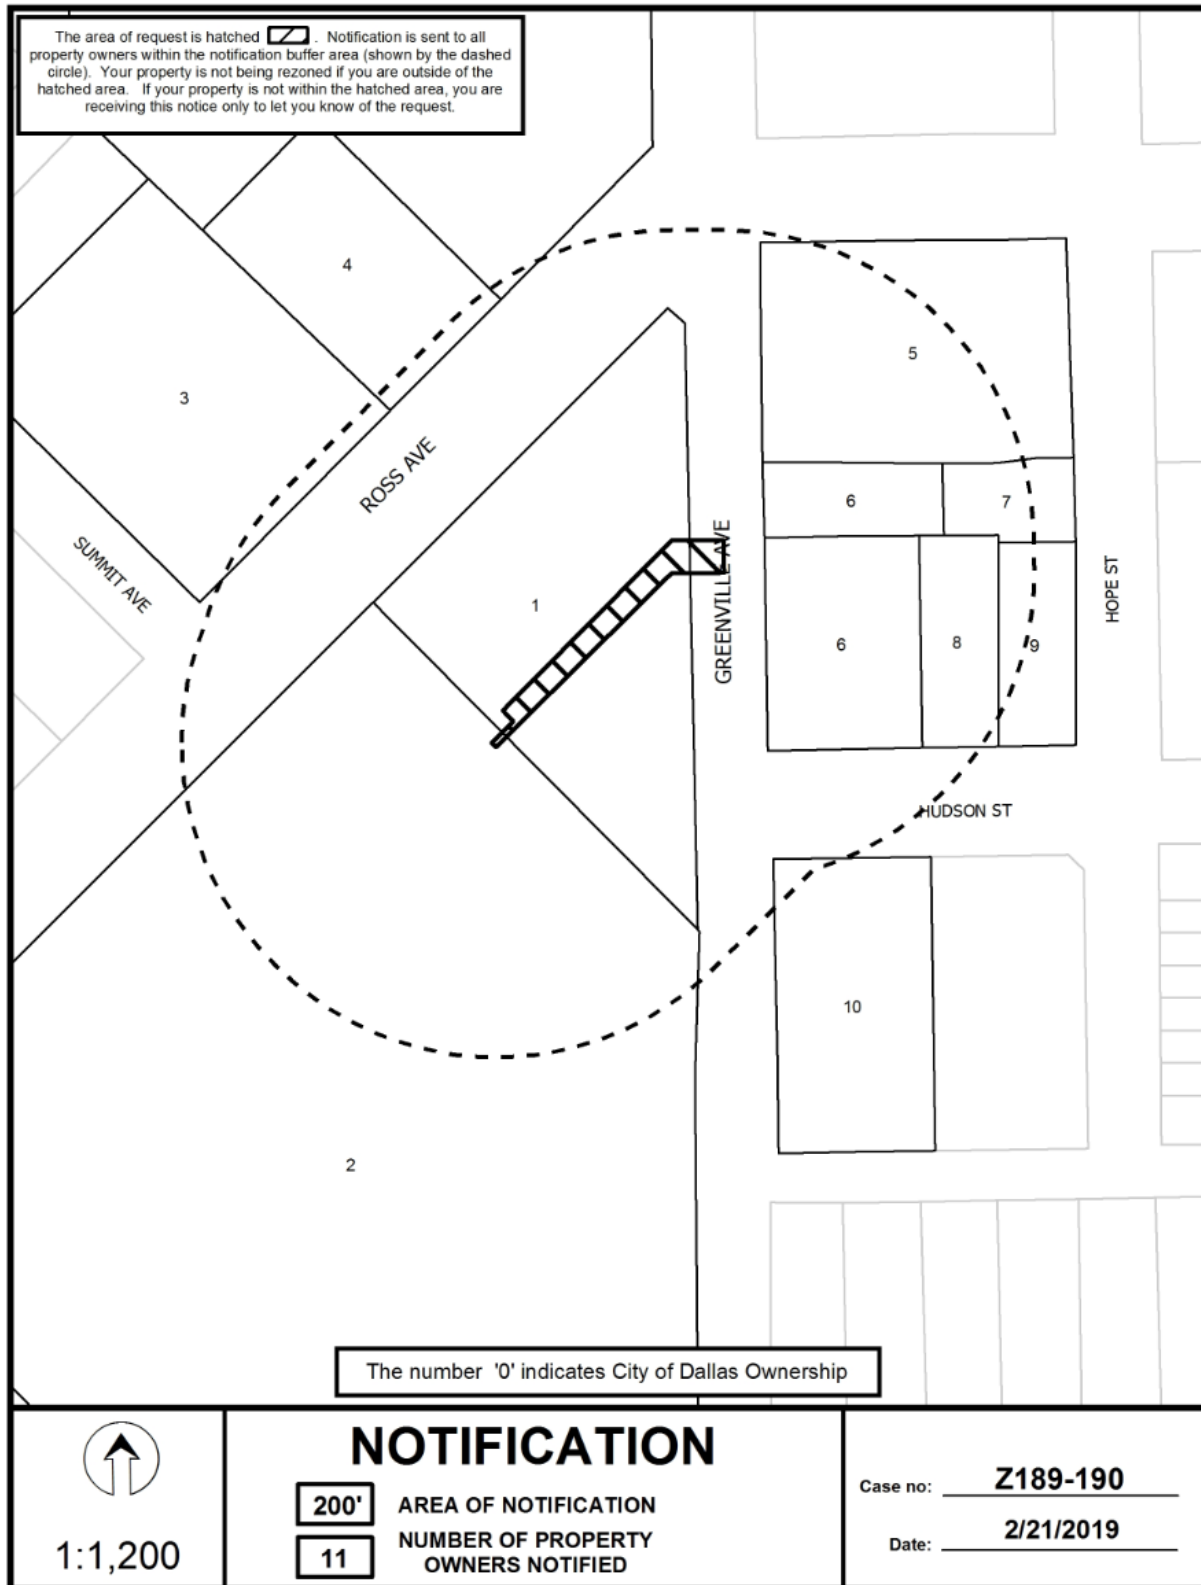 The area of request is hatched . Notification is sent to all
property owners within the notification buffer area (shown by the dashed
circle). Your property is not being rezoned if you are outside of the
hatched area. If your property is not within the hatched area, you are
receiving this notice only to let you know of the request.
4
3
5
ROSS AVE
6
7
SUMMIT AVE
GREENVILLE AVE
HOPE ST
1
6
8
9
HUDSON ST
10
2
The number '0' indicates City of Dallas Ownership
1:1,200
NOTIFICATION
200' AREA OF NOTIFICATION
11 NUMBER OF PROPERTY
OWNERS NOTIFIED
Case no: Z189-190
Date: 2/21/2019